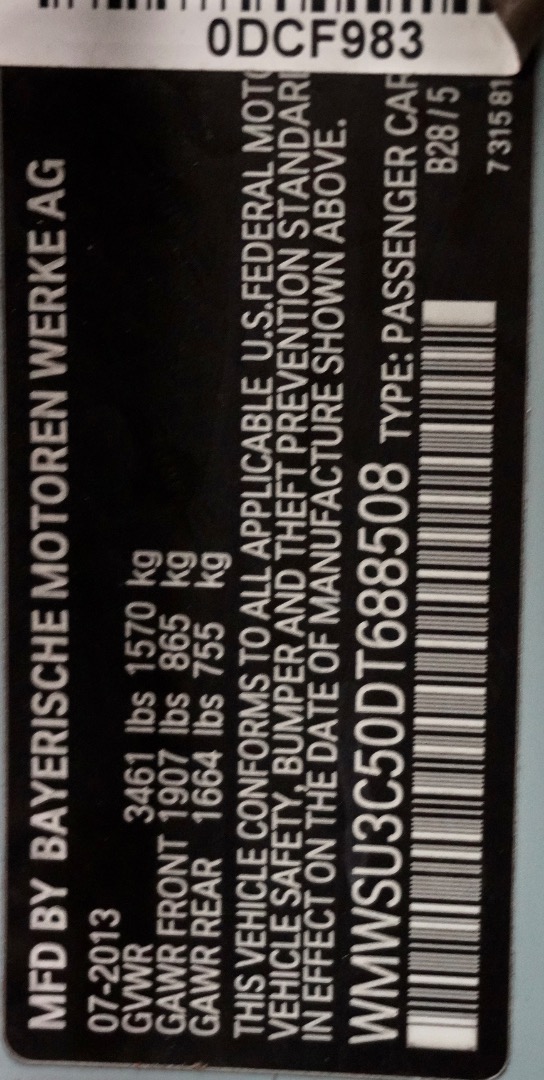 0DCF983
MFD BY BAYERISCHE MOTOREN WERKE AG
07-2013
GVWR 3461 lbs 1570 kg
GAWR FRONT 1907 lbs 865 kg
GAWR REAR 1664 lbs 755 kg
THIS VEHICLE CONFORMS TO ALL APPLICABLE U.S.FEDERAL
VEHICLE SAFETY, BUMPER AND THEFT PREVENTION
IN EFFECT ON THE DATE OF MANUFACTURE SHOWN ABOVE.
WMWSU3C50DT688508 TYPE: PASSENGER CAR
B28/5
7 315 81